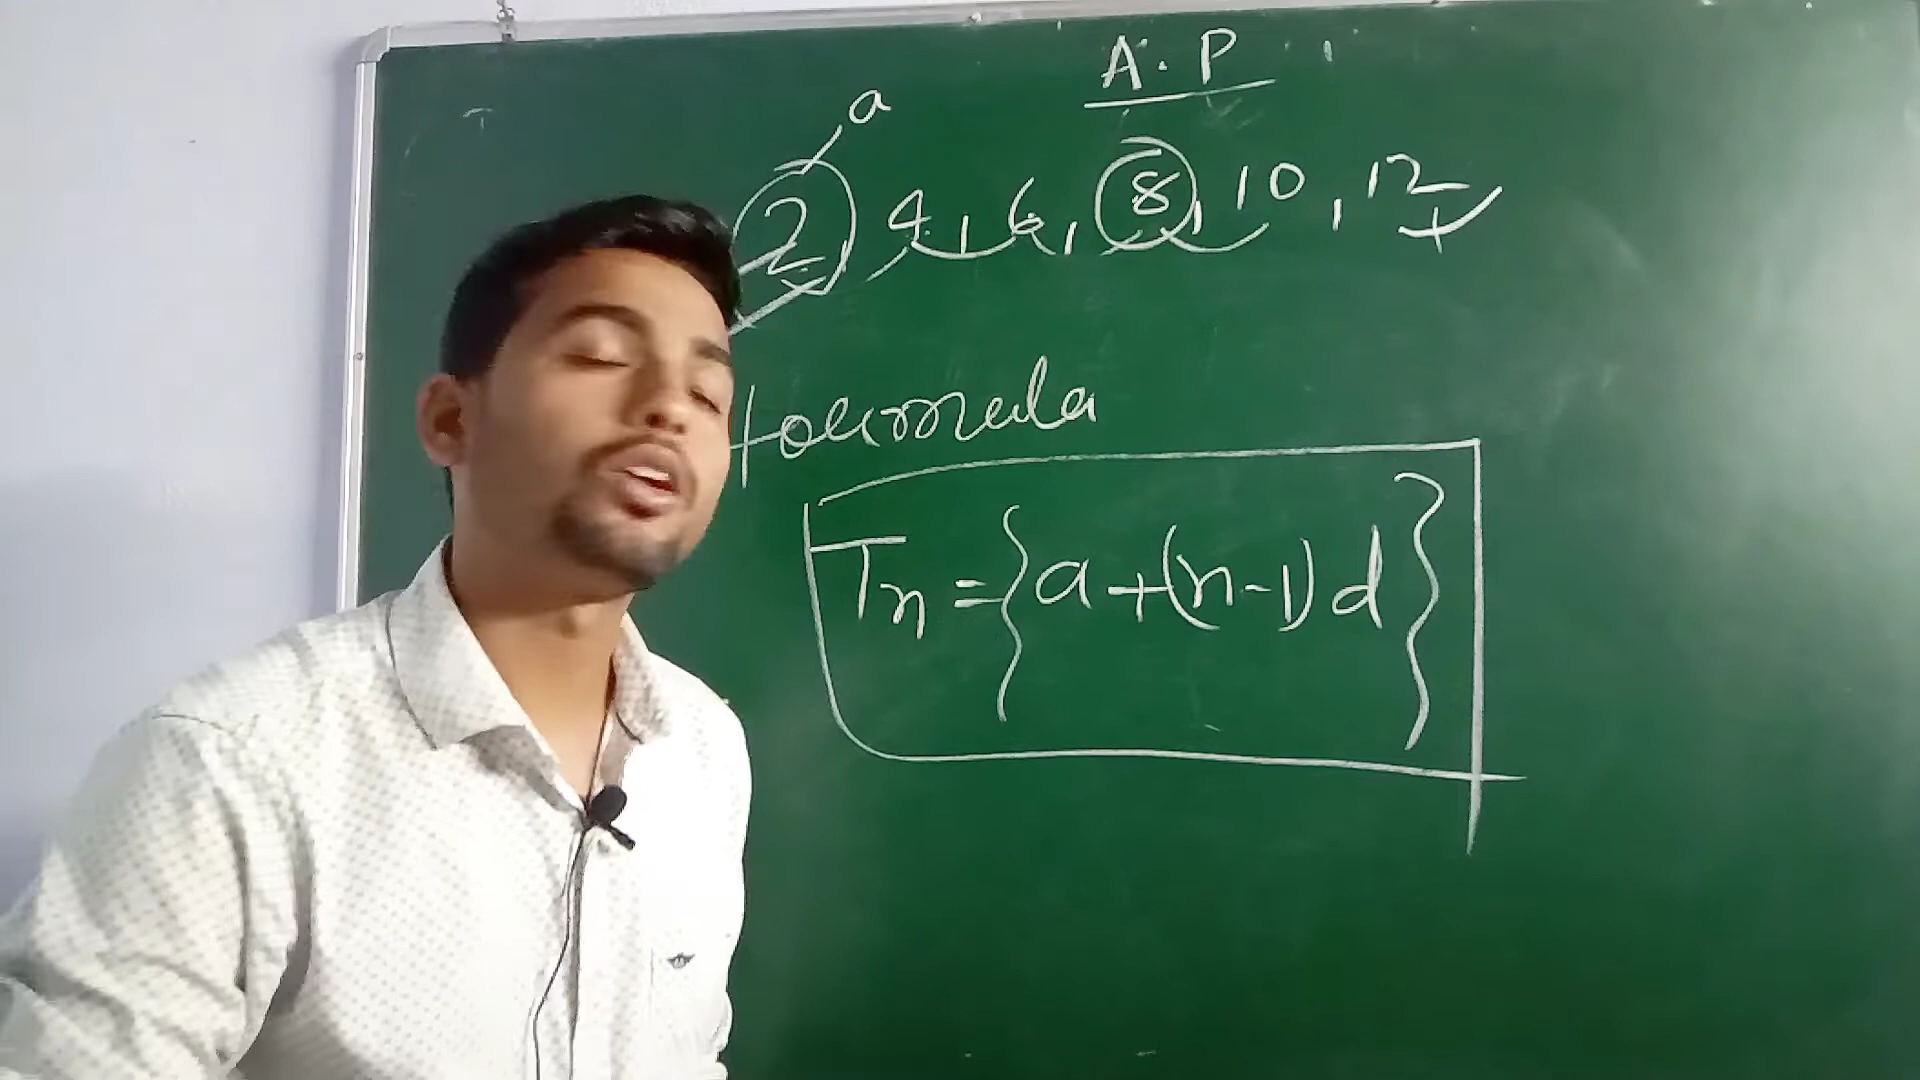 A.P
a
2, 4, 6, 8, 10, 12
formula
Tn = {a + (n-1)d}